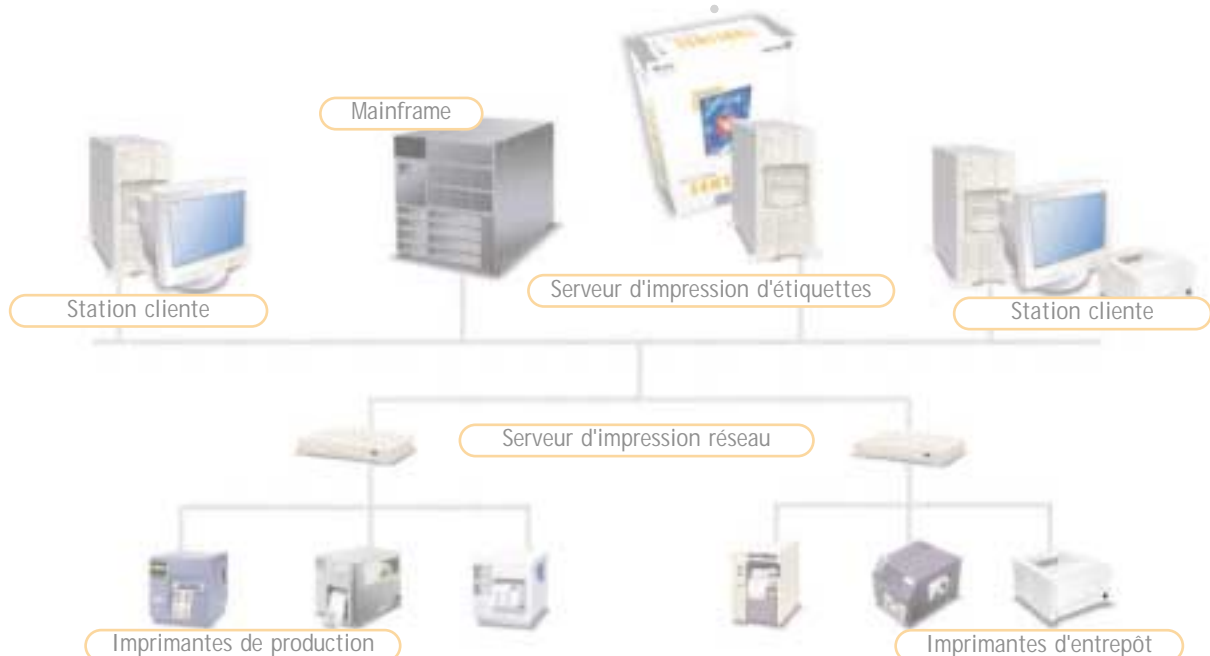 Mainframe
Station cliente
Serveur d'impression d'étiquettes
Station cliente
Serveur d'impression réseau
Imprimantes de production
Imprimantes d'entrepôt